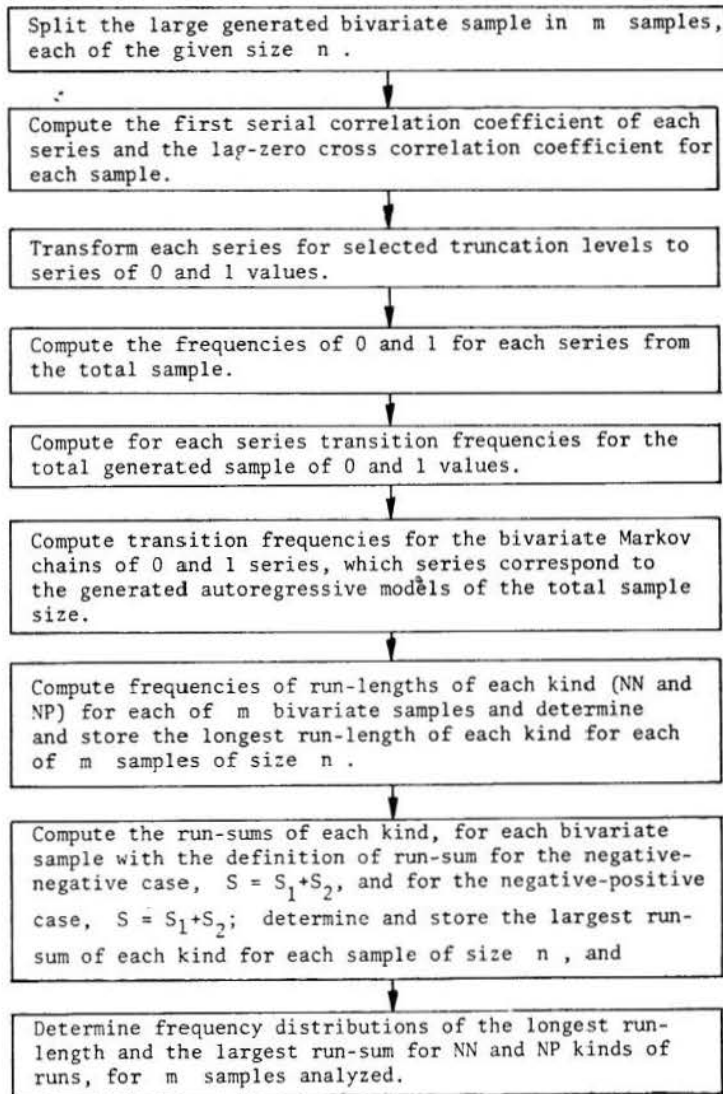 Split the large generated bivariate sample in m samples,
each of the given size n .
Compute the first serial correlation coefficient of each
series and the lag-zero cross correlation coefficient for
each sample.
Transform each series for selected truncation levels to
series of 0 and 1 values.
Compute the frequencies of 0 and 1 for each series from
the total sample.
Compute for each series transition frequencies for the
total generated sample of 0 and 1 values.
Compute transition frequencies for the bivariate Markov
chains of 0 and 1 series, which series correspond to
the generated autoregressive models of the total sample
size.
Compute frequencies of run-lengths of each kind (NN and
NP) for each of m bivariate samples and determine
and store the longest run-length of each kind for each
of m samples of size n .
Compute the run-sums of each kind, for each bivariate
sample with the definition of run-sum for the negative-
negative case, S = S₁+S₂, and for the negative-positive
case, S = S₁+S₂; determine and store the largest run-
sum of each kind for each sample of size n , and
Determine frequency distributions of the longest run-
length and the largest run-sum for NN and NP kinds of
runs, for m samples analyzed.